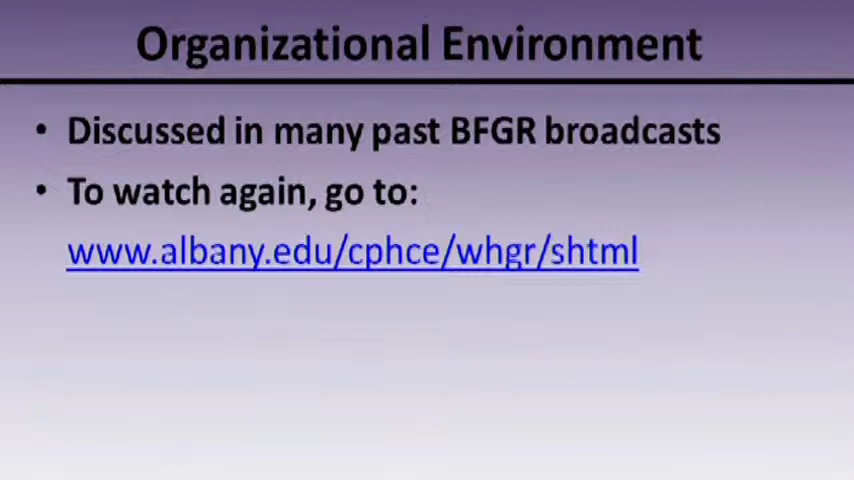 Organizational Environment
• Discussed in many past BFGR broadcasts
• To watch again, go to:
www.albany.edu/cphce/whgr/shtml